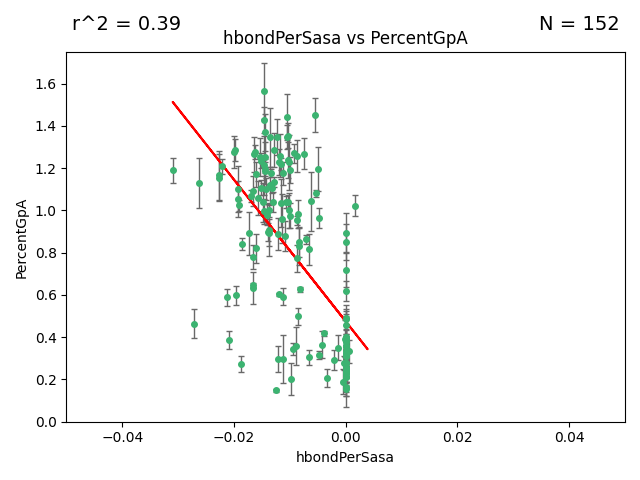 r^2 = 0.39
N = 152
hbondPerSasa vs PercentGpA
PercentGpA
1.6
1.4
1.2
1.0
0.8
0.6
0.4
0.2
0.0
−0.04 −0.02 0.00 0.02 0.04
hbondPerSasa